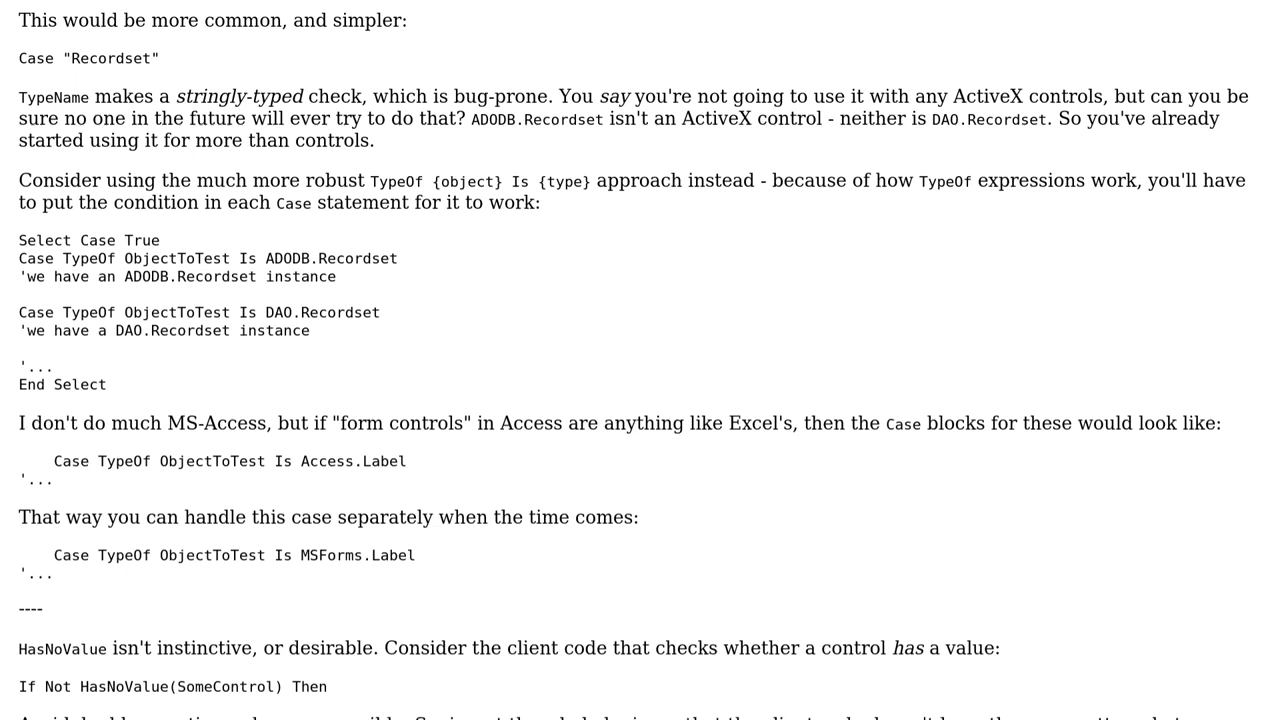 This would be more common, and simpler:
Case "Recordset"
TypeName makes a stringly-typed check, which is bug-prone. You say you're not going to use it with any ActiveX controls, but can you be
sure no one in the future will ever try to do that? ADODB.Recordset isn't an ActiveX control - neither is DAO.Recordset. So you've already
started using it for more than controls.
Consider using the much more robust TypeOf {object} Is {type} approach instead - because of how TypeOf expressions work, you'll have
to put the condition in each Case statement for it to work:
Select Case True
Case TypeOf ObjectToTest Is ADODB.Recordset
'we have an ADODB.Recordset instance
Case TypeOf ObjectToTest Is DAO.Recordset
'we have a DAO.Recordset instance
'...
End Select
I don't do much MS-Access, but if "form controls" in Access are anything like Excel's, then the Case blocks for these would look like:
Case TypeOf ObjectToTest Is Access.Label
'...
That way you can handle this case separately when the time comes:
Case TypeOf ObjectToTest Is MSForms.Label
'...
----
HasNoValue isn't instinctive, or desirable. Consider the client code that checks whether a control has a value:
If Not HasNoValue(SomeControl) Then